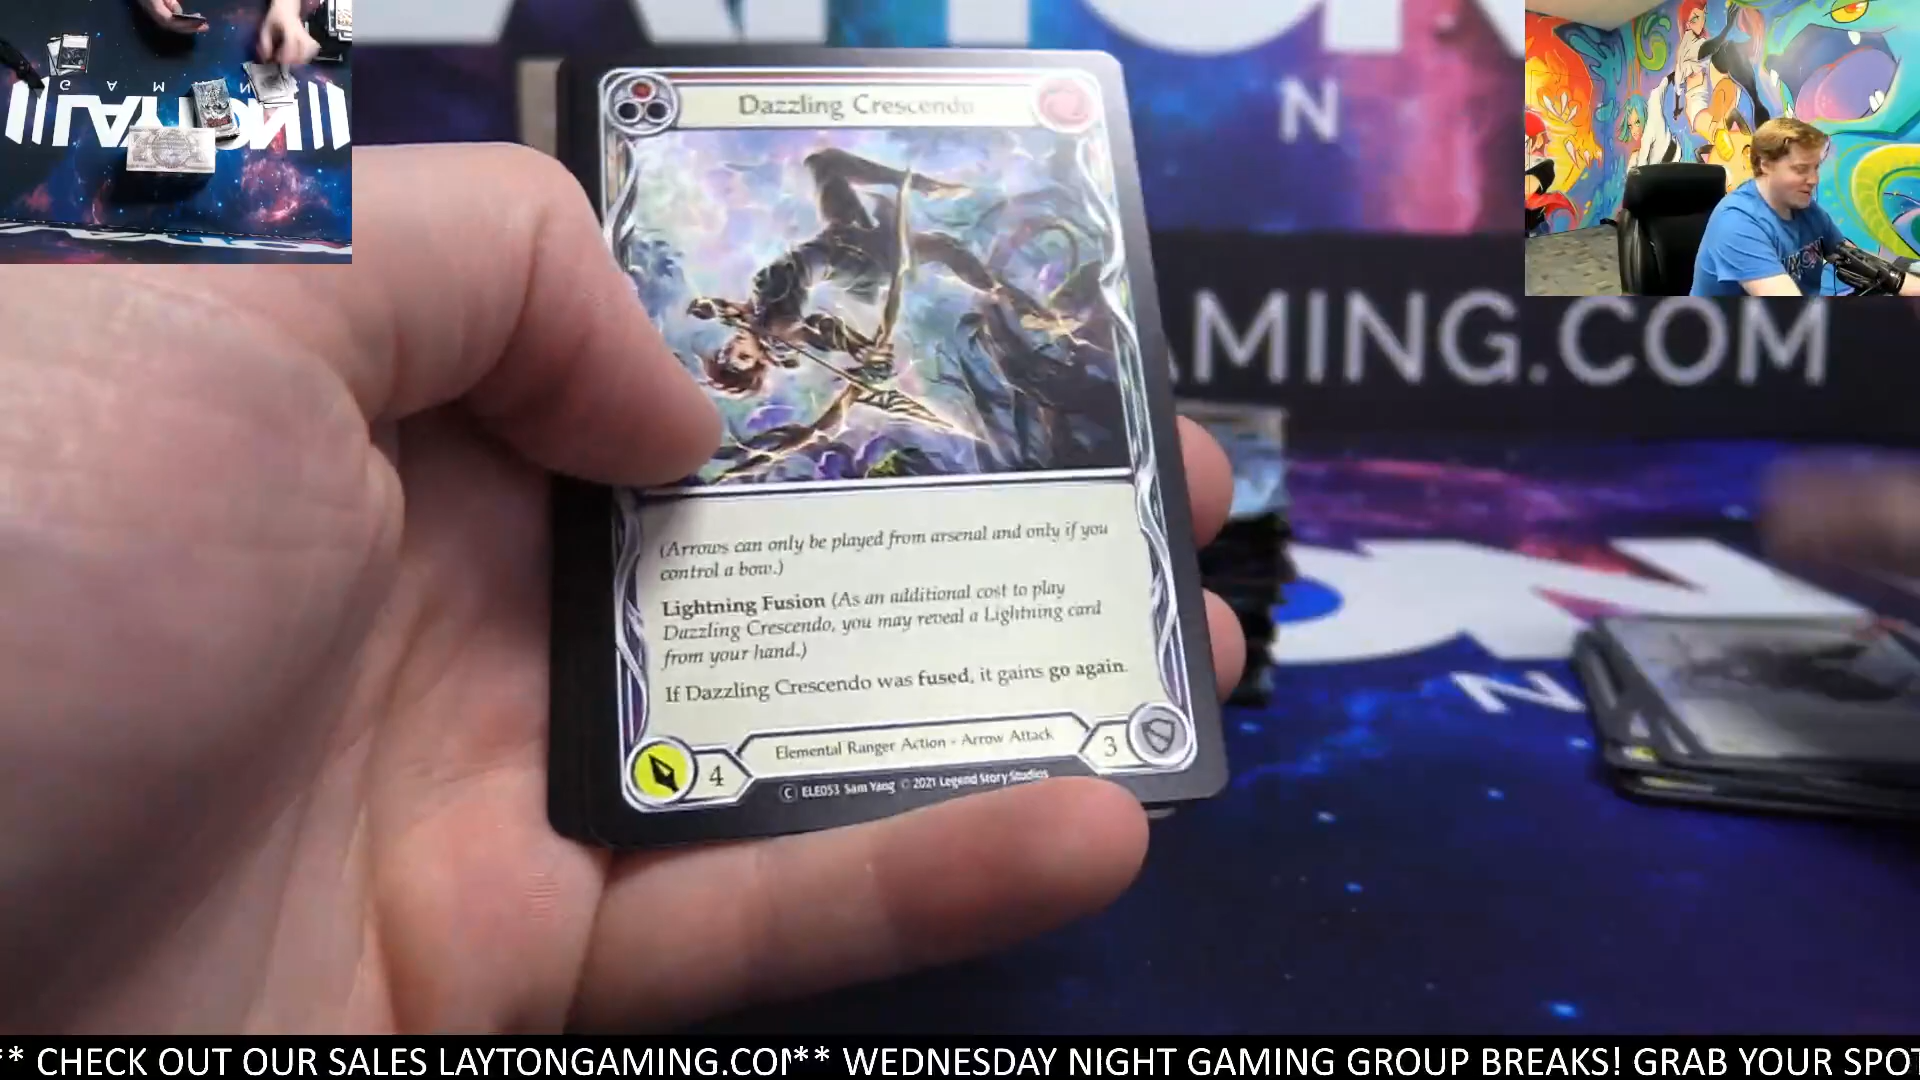 Dazzling Crescendo
N
AMING.COM
(Arrows can only be played from arsenal and only if you
control a bow.)
Lightning Fusion (As an additional cost to play
Dazzling Crescendo, you may reveal a Lightning card
from your hand.)
If Dazzling Crescendo was fused, it gains go again.
4
Elemental Ranger Action - Arrow Attack
3
C ELE053 Sam Yang © 2021 Legend Story Studios
N
** CHECK OUT OUR SALES LAYTONGAMING.COM** WEDNESDAY NIGHT GAMING GROUP BREAKS! GRAB YOUR SPOT